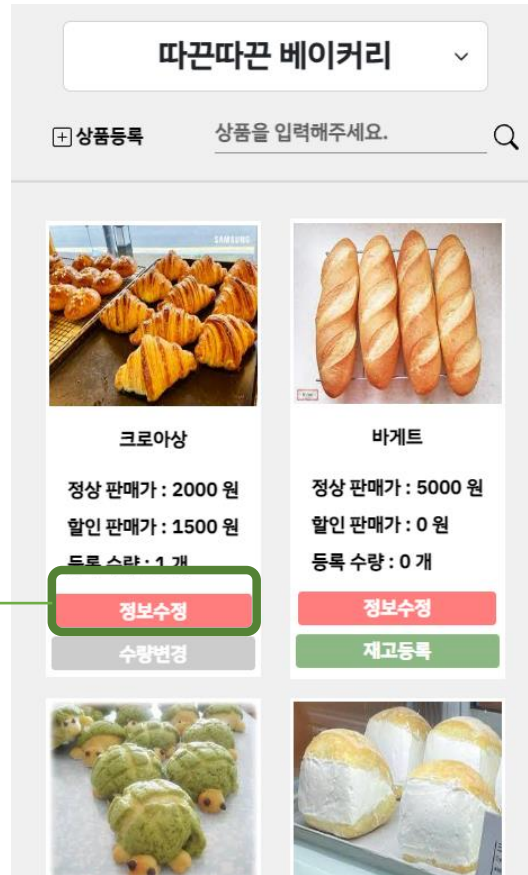 따끈따끈 베이커리
상품등록
상품을 입력해주세요.
SAMSUNG
크로아상
정상 판매가 : 2000 원
할인 판매가 : 1500 원
등록 수량 : 1 개
정보수정
수량변경
바게트
정상 판매가 : 5000 원
할인 판매가 : 0 원
등록 수량 : 0 개
정보수정
재고등록